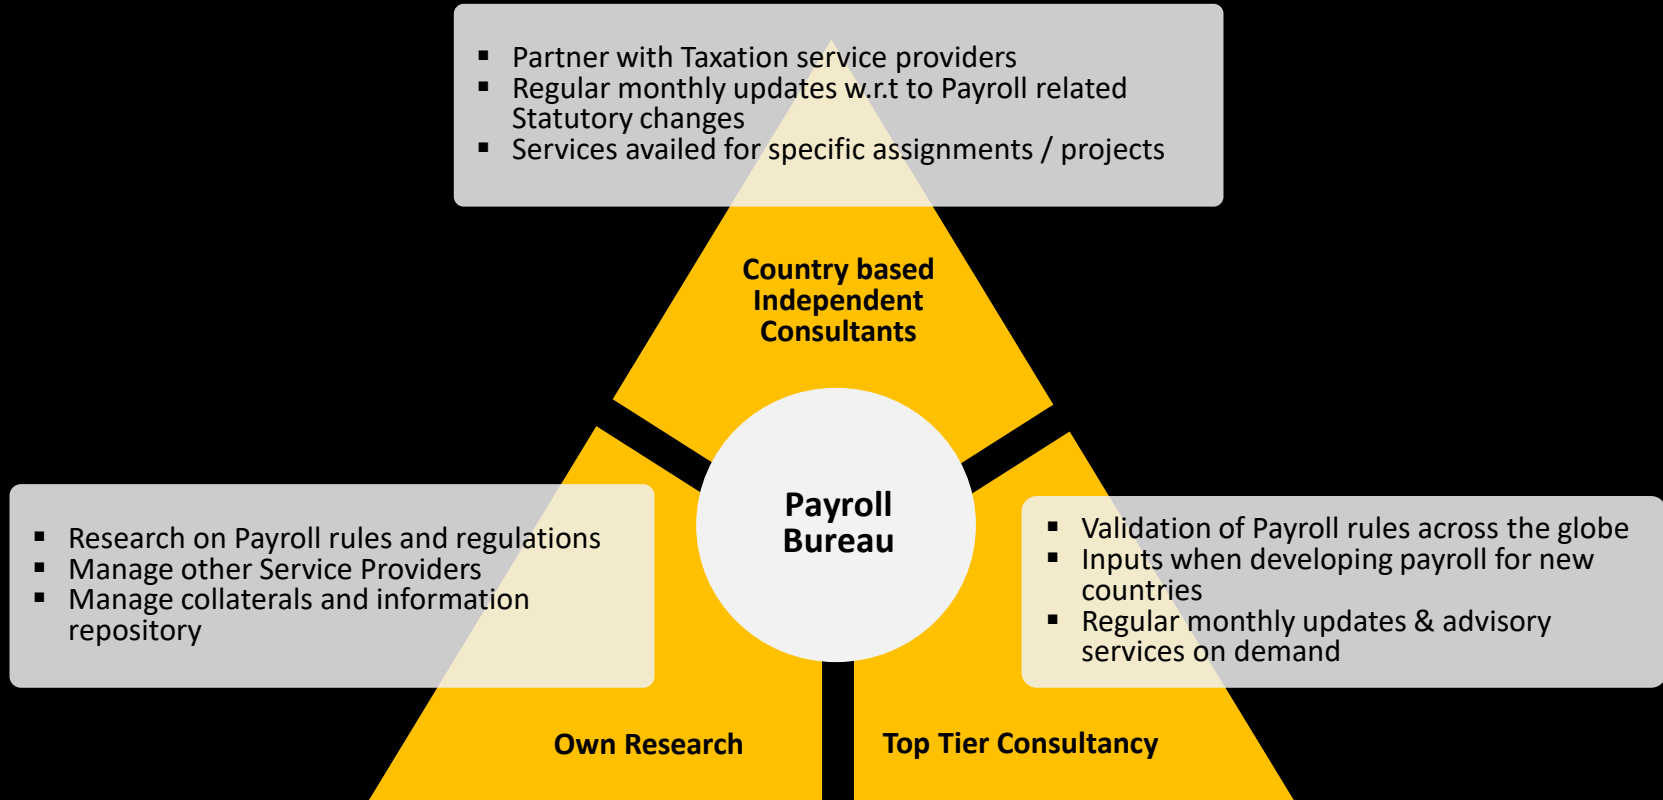 ▪ Partner with Taxation service providers
▪ Regular monthly updates w.r.t to Payroll related
Statutory changes
▪ Services availed for specific assignments / projects
Country based
Independent
Consultants
Payroll
Bureau
▪ Research on Payroll rules and regulations
▪ Manage other Service Providers
▪ Manage collaterals and information
repository
▪ Validation of Payroll rules across the globe
▪ Inputs when developing payroll for new
countries
▪ Regular monthly updates & advisory
services on demand
Own Research
Top Tier Consultancy